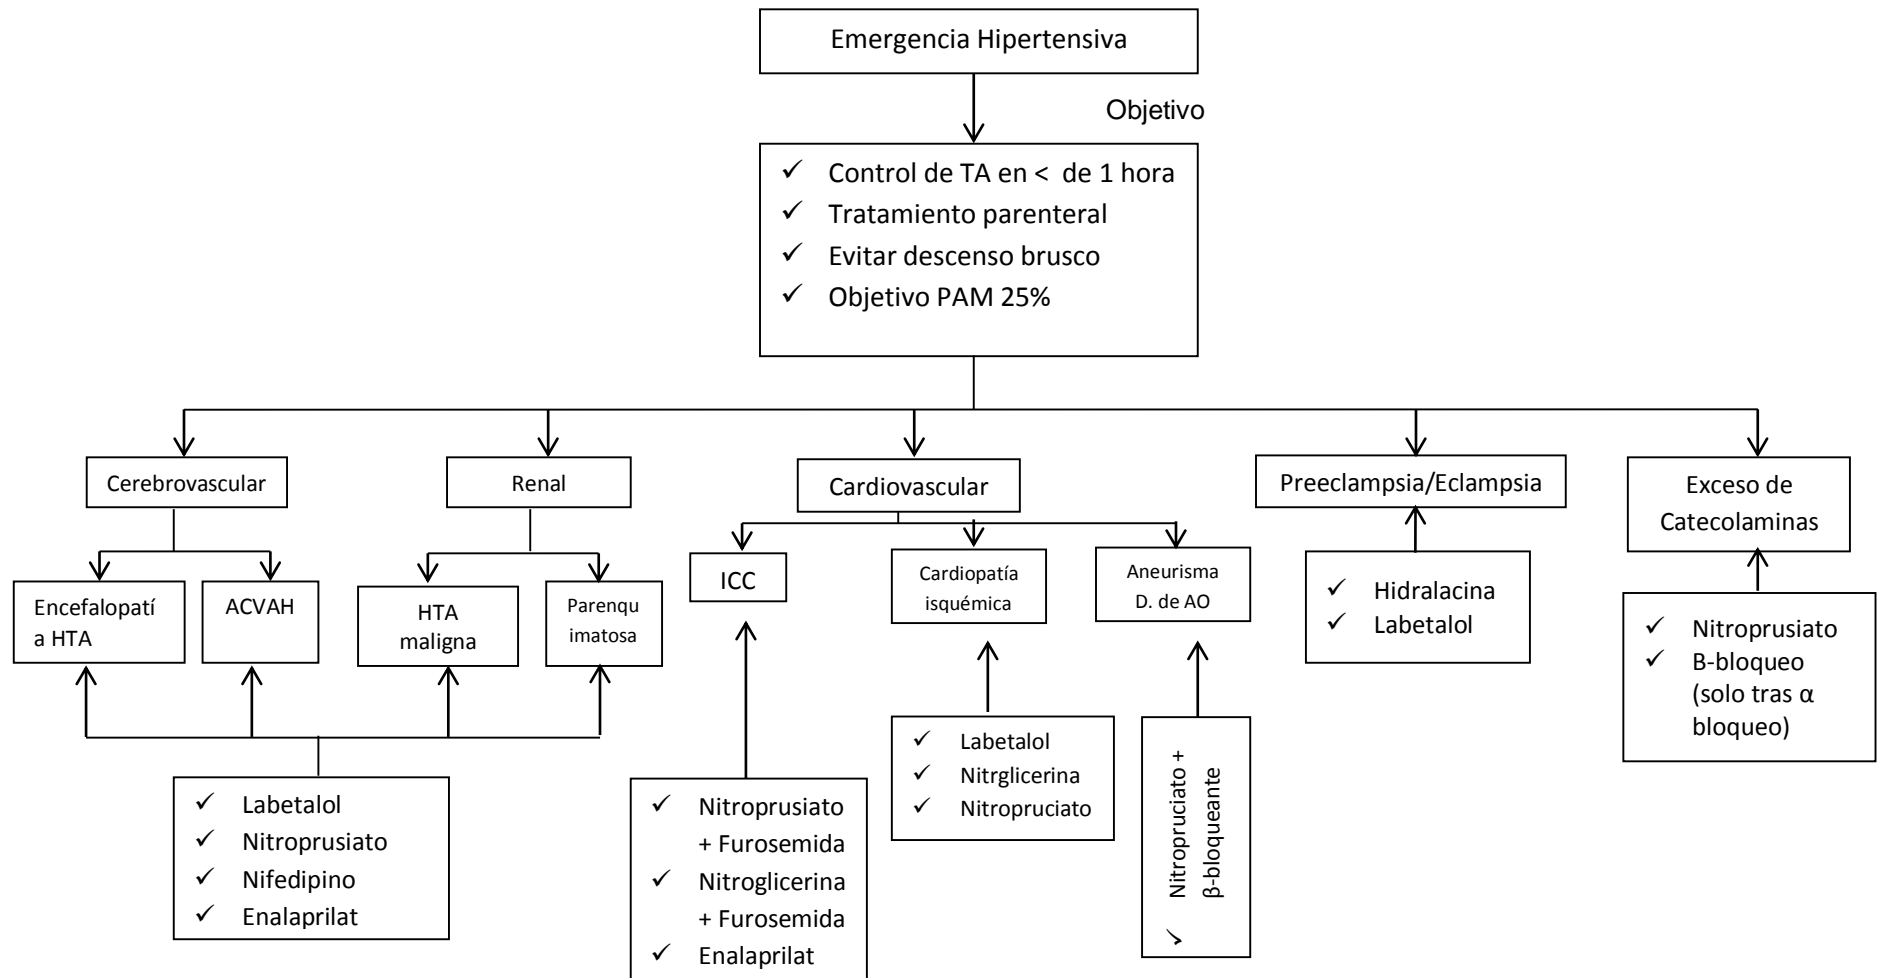 Emergencia Hipertensiva
Objetivo
✓ Control de TA en < de 1 hora
✓ Tratamiento parenteral
✓ Evitar descenso brusco
✓ Objetivo PAM 25%
Cerebrovascular
Renal
Cardiovascular
Preeclampsia/Eclampsia
Exceso de
Catecolaminas
Encefalopatí
a HTA
ACVAH
HTA
maligna
Parenqu
imatosa
ICC
Cardiopatía
isquémica
Aneurisma
D. de AO
✓ Hidralacina
✓ Labetalol
✓ Nitroprusiato
✓ B-bloqueo
(solo tras α
bloqueo)
✓ Labetalol
✓ Nitroprusiato
✓ Nifedipino
✓ Enalaprilat
✓ Nitroprusiato
+ Furosemida
✓ Nitroglicerina
+ Furosemida
✓ Enalaprilat
✓ Labetalol
✓ Nitrglicerina
✓ Nitropruciato
✓ Nitropruciato +
β-bloqueante